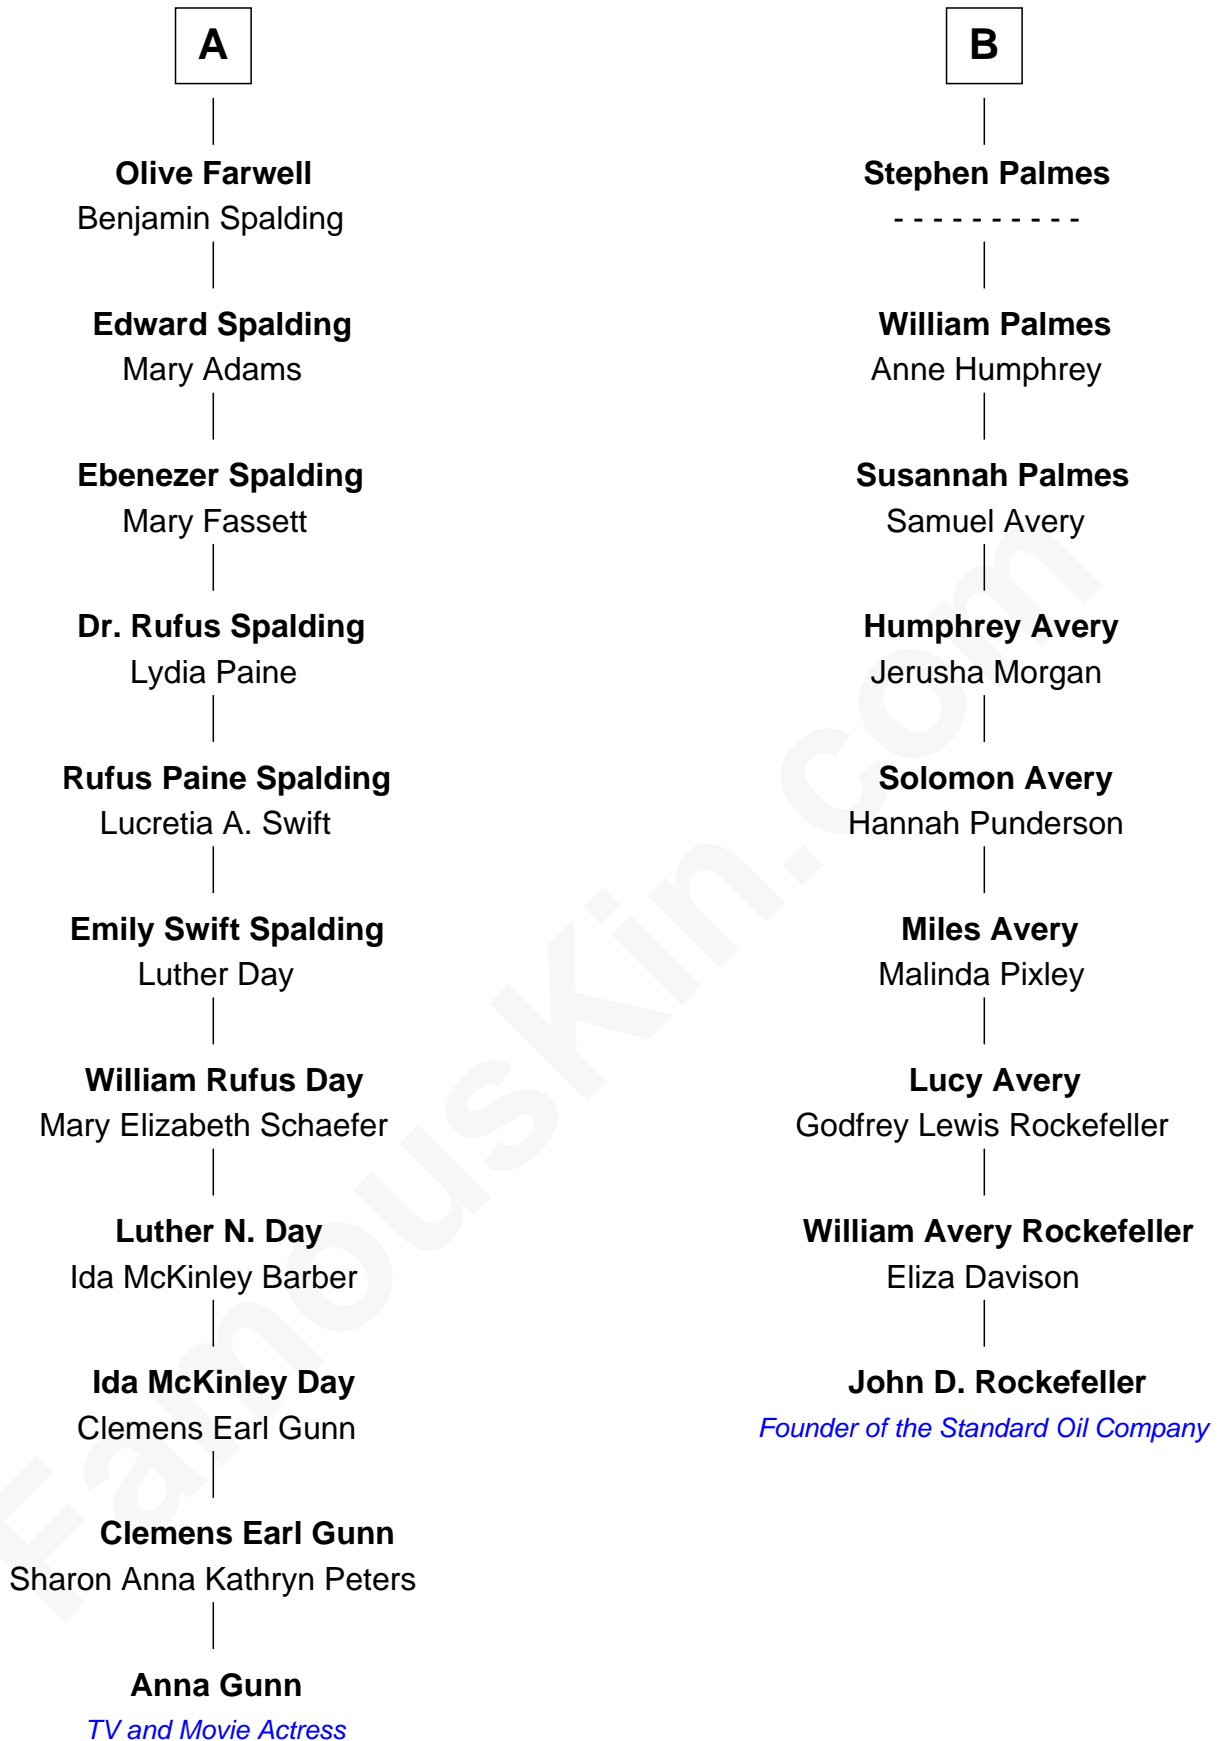 A
Olive Farwell
Benjamin Spalding
Edward Spalding
Mary Adams
Ebenezer Spalding
Mary Fassett
Dr. Rufus Spalding
Lydia Paine
Rufus Paine Spalding
Lucretia A. Swift
Emily Swift Spalding
Luther Day
William Rufus Day
Mary Elizabeth Schaefer
Luther N. Day
Ida McKinley Barber
Ida McKinley Day
Clemens Earl Gunn
Clemens Earl Gunn
Sharon Anna Kathryn Peters
Anna Gunn
TV and Movie Actress
B
Stephen Palmes
- - - - - - - - - -
William Palmes
Anne Humphrey
Susannah Palmes
Samuel Avery
Humphrey Avery
Jerusha Morgan
Solomon Avery
Hannah Punderson
Miles Avery
Malinda Pixley
Lucy Avery
Godfrey Lewis Rockefeller
William Avery Rockefeller
Eliza Davison
John D. Rockefeller
Founder of the Standard Oil Company
FamousKin.com